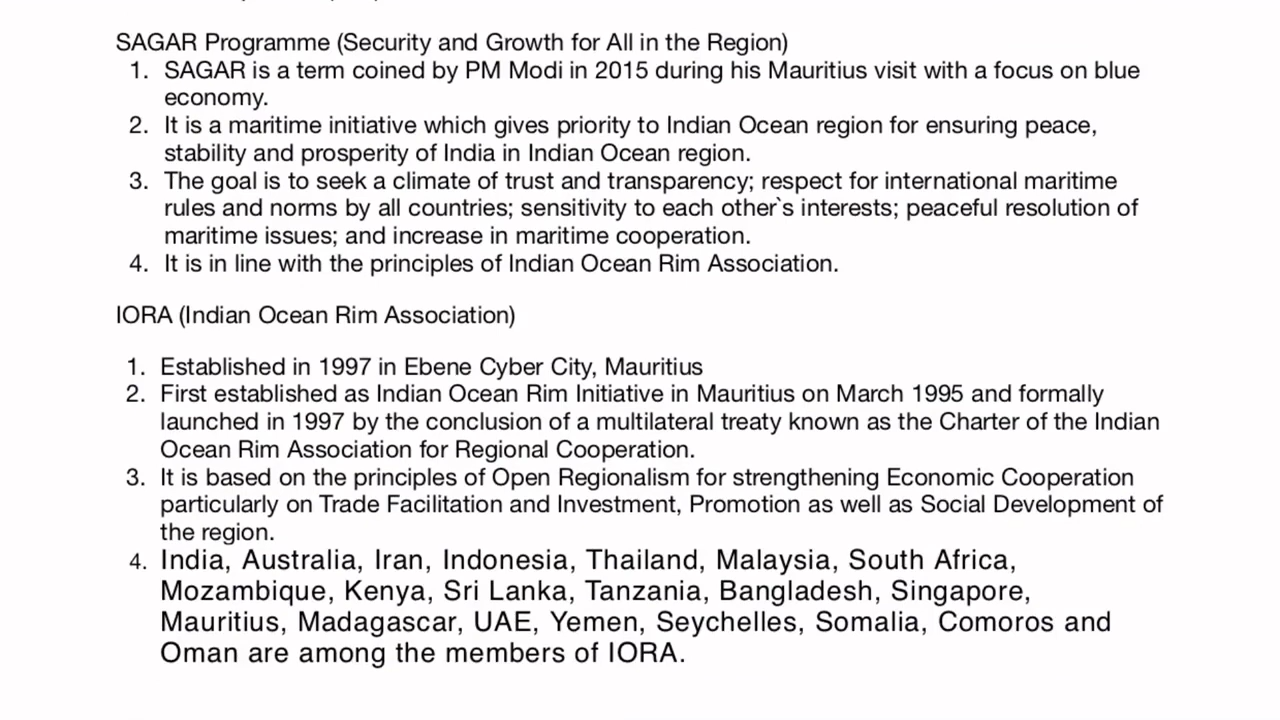 SAGAR Programme (Security and Growth for All in the Region)
1. SAGAR is a term coined by PM Modi in 2015 during his Mauritius visit with a focus on blue
economy.
2. It is a maritime initiative which gives priority to Indian Ocean region for ensuring peace,
stability and prosperity of India in Indian Ocean region.
3. The goal is to seek a climate of trust and transparency; respect for international maritime
rules and norms by all countries; sensitivity to each other`s interests; peaceful resolution of
maritime issues; and increase in maritime cooperation.
4. It is in line with the principles of Indian Ocean Rim Association.
IORA (Indian Ocean Rim Association)
1. Established in 1997 in Ebene Cyber City, Mauritius
2. First established as Indian Ocean Rim Initiative in Mauritius on March 1995 and formally
launched in 1997 by the conclusion of a multilateral treaty known as the Charter of the Indian
Ocean Rim Association for Regional Cooperation.
3. It is based on the principles of Open Regionalism for strengthening Economic Cooperation
particularly on Trade Facilitation and Investment, Promotion as well as Social Development of
the region.
4. India, Australia, Iran, Indonesia, Thailand, Malaysia, South Africa,
Mozambique, Kenya, Sri Lanka, Tanzania, Bangladesh, Singapore,
Mauritius, Madagascar, UAE, Yemen, Seychelles, Somalia, Comoros and
Oman are among the members of IORA.